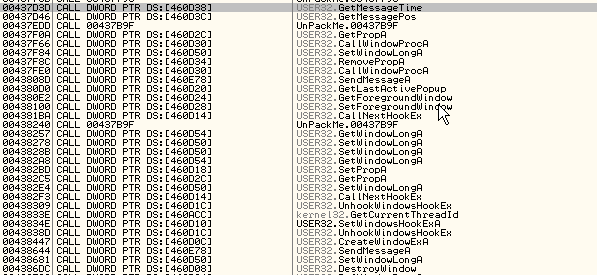 00437D3D CALL DWORD PTR DS:[460D38] USER32.GetMessageTime
00437D46 CALL DWORD PTR DS:[460D3C] USER32.GetMessagePos
00437EDD CALL 00437B9F UnPackMe.00437B9F
00437F0A CALL DWORD PTR DS:[460D2C] USER32.GetPropA
00437F66 CALL DWORD PTR DS:[460D30] USER32.CallWindowProcA
00437F84 CALL DWORD PTR DS:[460D50] USER32.SetWindowLongA
CALL DWORD PTR DS:[460D34] USER32.RemovePropA
CALL DWORD PTR DS:[460D30] USER32.CallWindowProcA
0043808D CALL DWORD PTR DS:[460E78] USER32.SendMessageA
004380D0 CALL DWORD PTR DS:[460D20] USER32.GetLastActivePopup
004380E2 CALL DWORD PTR DS:[460D24] USER32.GetForegroundWindow
00438100 CALL DWORD PTR DS:[460D28] USER32.SetForegroundWindow
004381BA CALL DWORD PTR DS:[460D14] USER32.CallNextHookEx
00438240 CALL 00437B9F UnPackMe.00437B9F
00438257 CALL DWORD PTR DS:[460D54] USER32.GetWindowLongA
00438278 CALL DWORD PTR DS:[460D50] USER32.SetWindowLongA
CALL DWORD PTR DS:[460D50] USER32.SetWindowLongA
004382A8 CALL DWORD PTR DS:[460D54] USER32.GetWindowLongA
CALL DWORD PTR DS:[460D18] USER32.SetPropA
CALL DWORD PTR DS:[460D2C] USER32.GetPropA
004382E4 CALL DWORD PTR DS:[460D50] USER32.SetWindowLongA
004382F3 CALL DWORD PTR DS:[460D14] USER32.CallNextHookEx
00438309 CALL DWORD PTR DS:[460D1C] USER32.UnhookWindowsHookEx
0043833E CALL DWORD PTR DS:[460ACC] kernel32.GetCurrentThreadId
0043834E CALL DWORD PTR DS:[460D10] USER32.SetWindowsHookExA
CALL DWORD PTR DS:[460D1C] USER32.UnhookWindowsHookEx
00438447 CALL DWORD PTR DS:[460D0C] USER32.CreateWindowExA
00438644 CALL DWORD PTR DS:[460E78] USER32.SendMessageA
00438681 CALL DWORD PTR DS:[460D50] USER32.SetWindowLongA
004386DC CALL DWORD PTR DS:[460D08] USER32.DestroyWindow